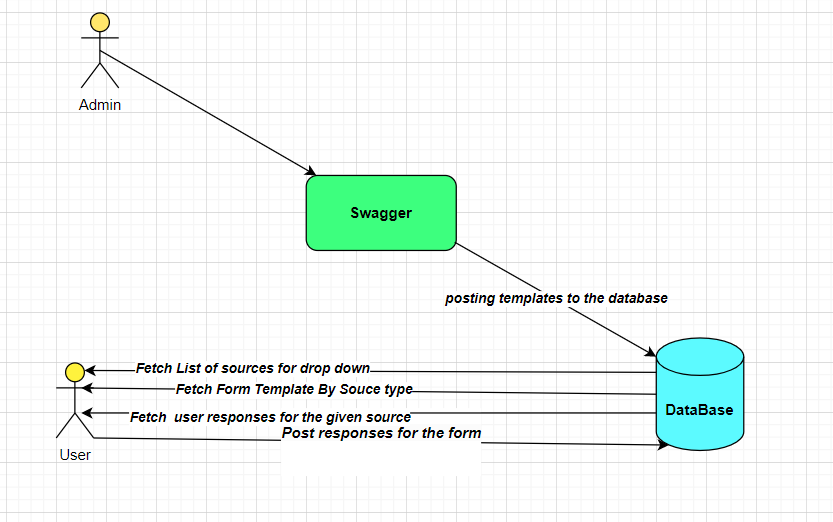 Admin
Swagger
posting templates to the database
Fetch List of sources for drop down
Fetch Form Template By Souce type
DataBase
Fetch user responses for the given source
Post responses for the form
User